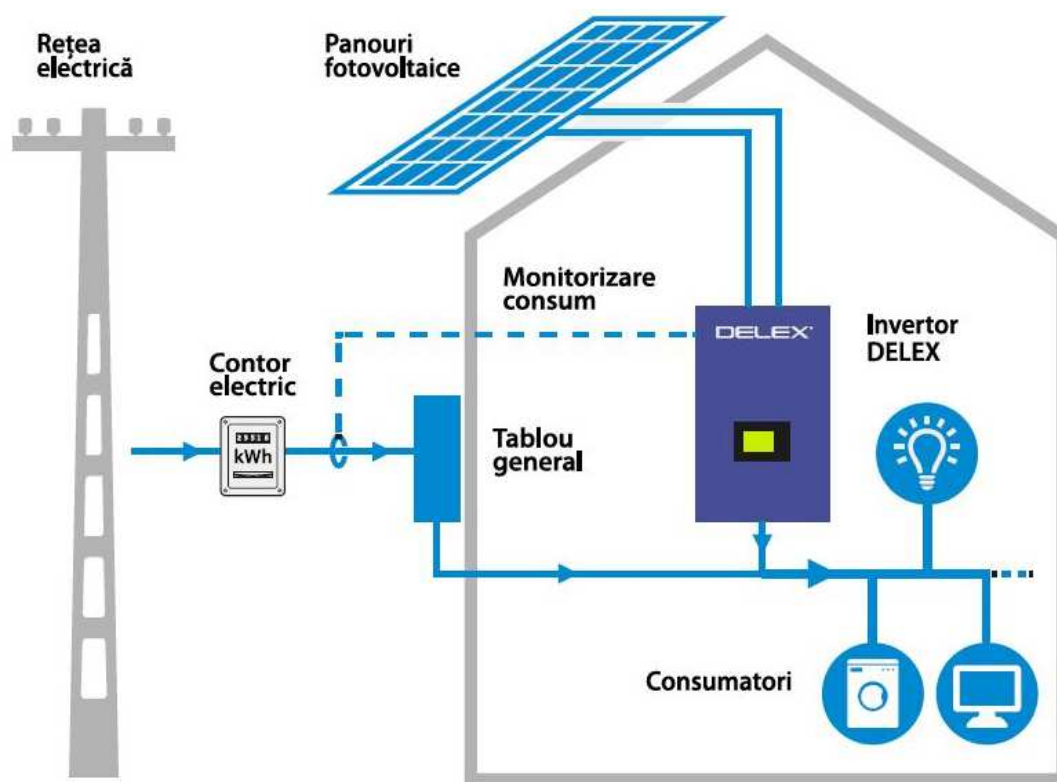 Rețea
electrică
Panouri
fotovoltaice
Monitorizare
consum
DELEX
Invertor
DELEX
Contor
electric
kWh
Tablou
general
Consumatori